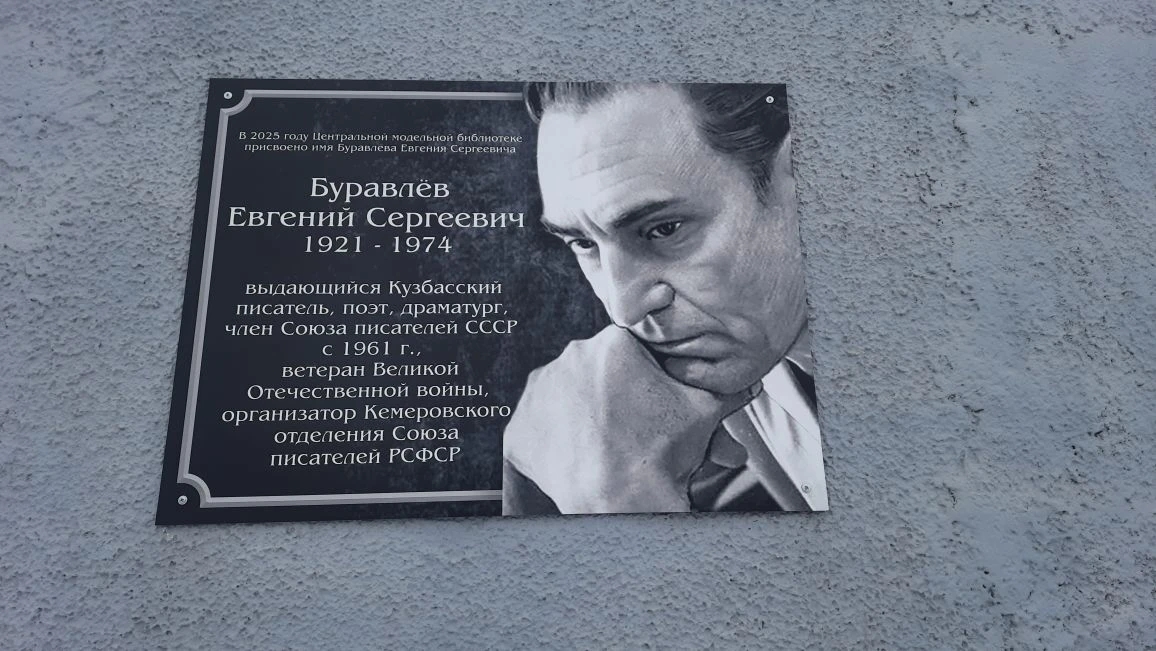 В 2025 году Центральной модельной библиотеке
присвоено имя Буравлёва Евгения Сергеевича
Буравлёв
Евгений Сергеевич
1921 - 1974
выдающийся Кузбасский
писатель, поэт, драматург,
член Союза писателей СССР
с 1961 г.,
ветеран Великой
Отечественной войны,
организатор Кемеровского
отделения Союза
писателей РСФСР